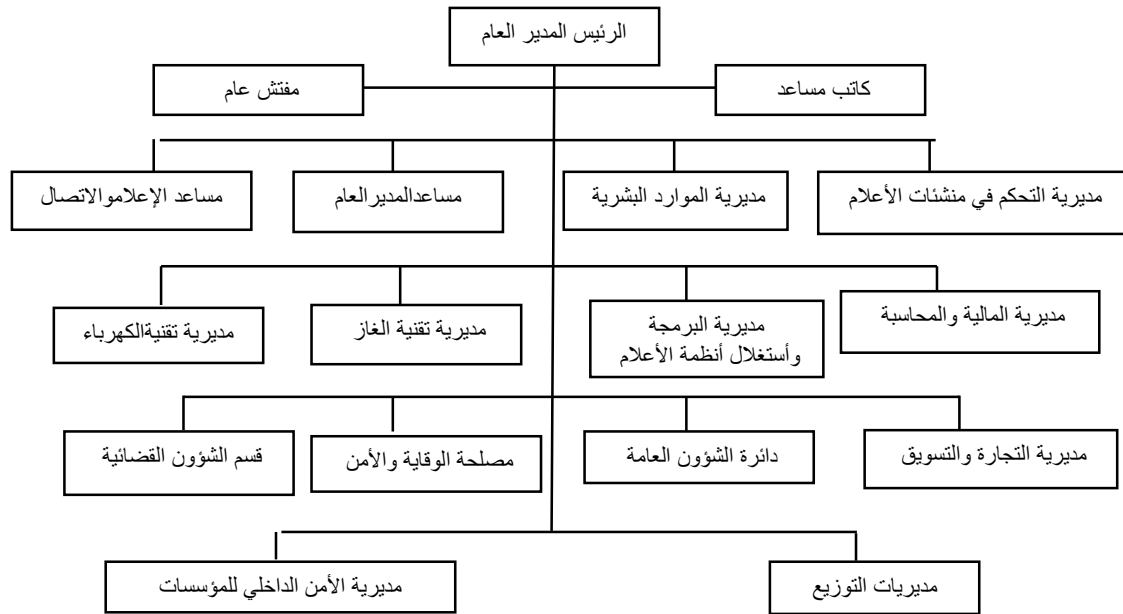 الرئيس المدير العام
كاتب مساعد
مفتش عام
مديرية التحكم في منشئات الأعلام
مديرية الموارد البشرية
مساعدالمديرالعام
مساعد الإعلاموالاتصال
مديرية المالية والمحاسبة
مديرية البرمجة
وأستغلال أنظمة الأعلام
مديرية تقنية الغاز
مديرية تقنيةالكهرباء
مديرية التجارة والتسويق
دائرة الشؤون العامة
مصلحة الوقاية والأمن
قسم الشؤون القضائية
مديريات التوزيع
مديرية الأمن الداخلي للمؤسسات